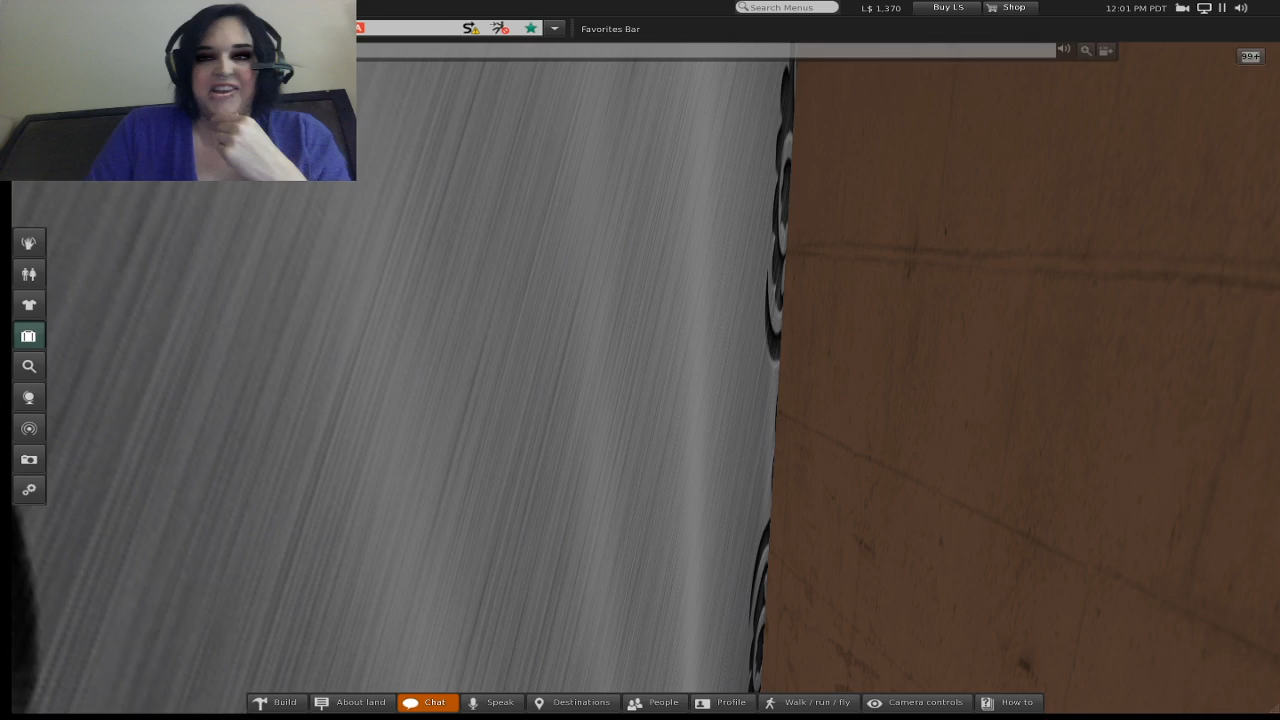 Search Menus L$ 1,370 Buy L$ Shop 12:01 PM PDT
A Favorites Bar
99+
Build About land Chat Speak Destinations People Profile Walk / run / fly Camera controls How to